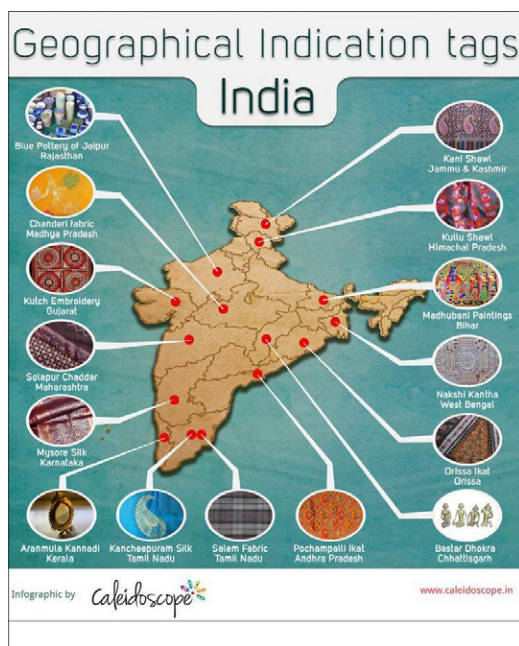 Geographical Indication tags
India
Blue Pottery of Jaipur
Rajasthan
Chanderi fabric
Madhya Pradesh
Kutch Embroidery
Gujarat
Solapur Chaddar
Maharashtra
Mysore Silk
Karnataka
Aranmula Kannadi
Kerala
Kancheepuram Silk
Tamil Nadu
Salem Fabric
Tamil Nadu
Pochampalli Ikat
Andhra Pradesh
Kani Shawl
Jammu & Kashmir
Kullu Shawl
Himachal Pradesh
Madhubani Paintings
Bihar
Nakshi Kantha
West Bengal
Orissa Ikat
Orissa
Bastar Dhokra
Chhattisgarh
Infographic by
Caleidoscope
www.caleidoscope.in